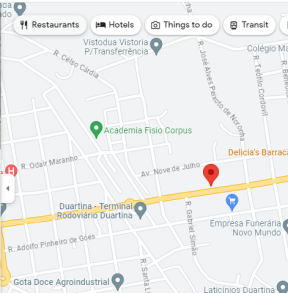 Restaurants
Hotels
Things to do
Transit
Vistodua Vistoria
P/Transferência
R. Celso Cárdia
R. José Alves Peixoto de Noronha
Colégio Ma
R. Teófilo Cordovil
Academia Fisio Corpus
Delicia's Barraca
R. Odair Maranho
Av. Nove de Julho
Duartina - Terminal
Rodoviário Duartina
R. Gabriel Simão
Empresa Funerária
Novo Mundo
R. Adolfo Pinheiro de Góes
Gota Doce Agroindustrial
R. Santa L
Laticínios Duartina